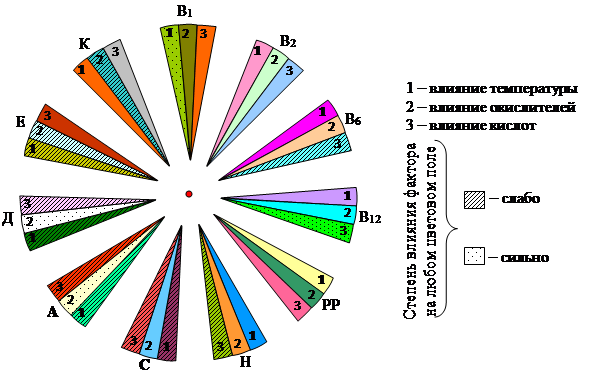 В1
1 2 3
В2
1
2
3
В6
1
2
3
В12
1
2
3
РР
1
2
3
Н
1
2
3
С
1
2
3
А
1
2
3
Д
1
2
3
Е
1
2
3
К
1
2
3
1 – влияние температуры
2 – влияние окислителей
3 – влияние кислот
Степень влияния фактора
на любом цветовом поле
– слабо
– сильно